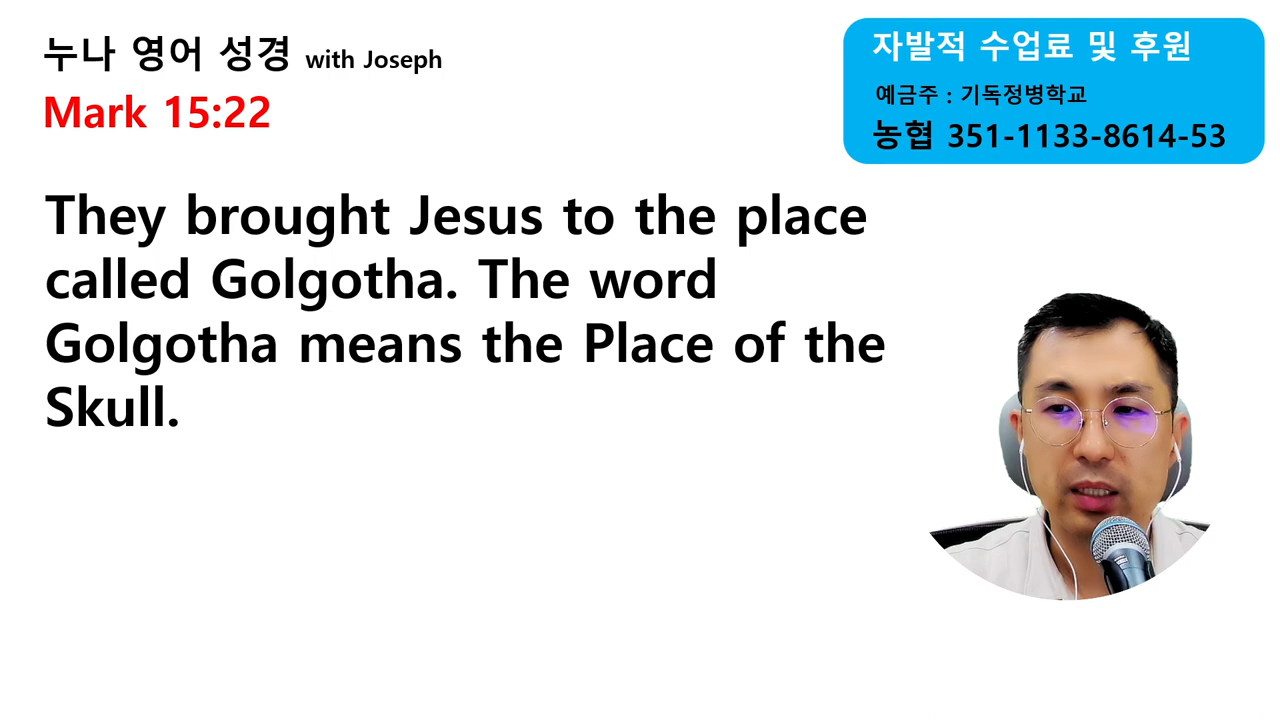 누나 영어 성경 with Joseph
Mark 15:22
자발적 수업료 및 후원
예금주 : 기독정병학교
농협 351-1133-8614-53
They brought Jesus to the place
called Golgotha. The word
Golgotha means the Place of the
Skull.